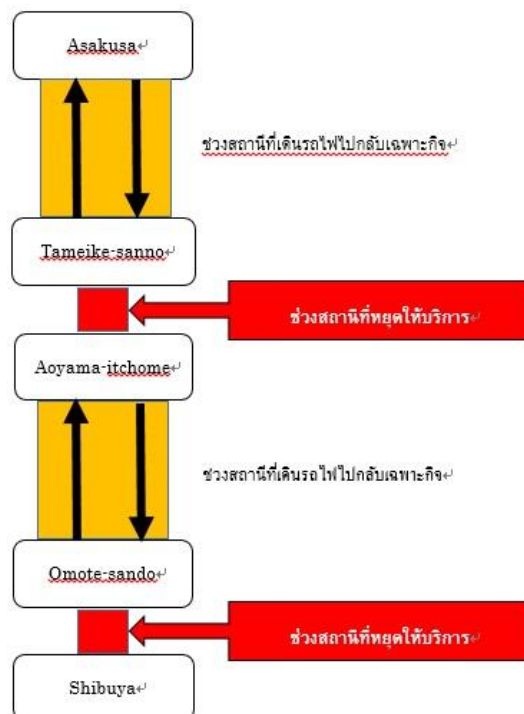 Asakusa↵
ช่วงสถานีที่เดินรถไฟไปกลับเฉพาะกิจ↵
Tameike-sanno↵
ช่วงสถานีที่หยุดให้บริการ↵
Aoyama-itchome↵
ช่วงสถานีที่เดินรถไฟไปกลับเฉพาะกิจ↵
Omote-sando↵
ช่วงสถานีที่หยุดให้บริการ↵
Shibuya↵